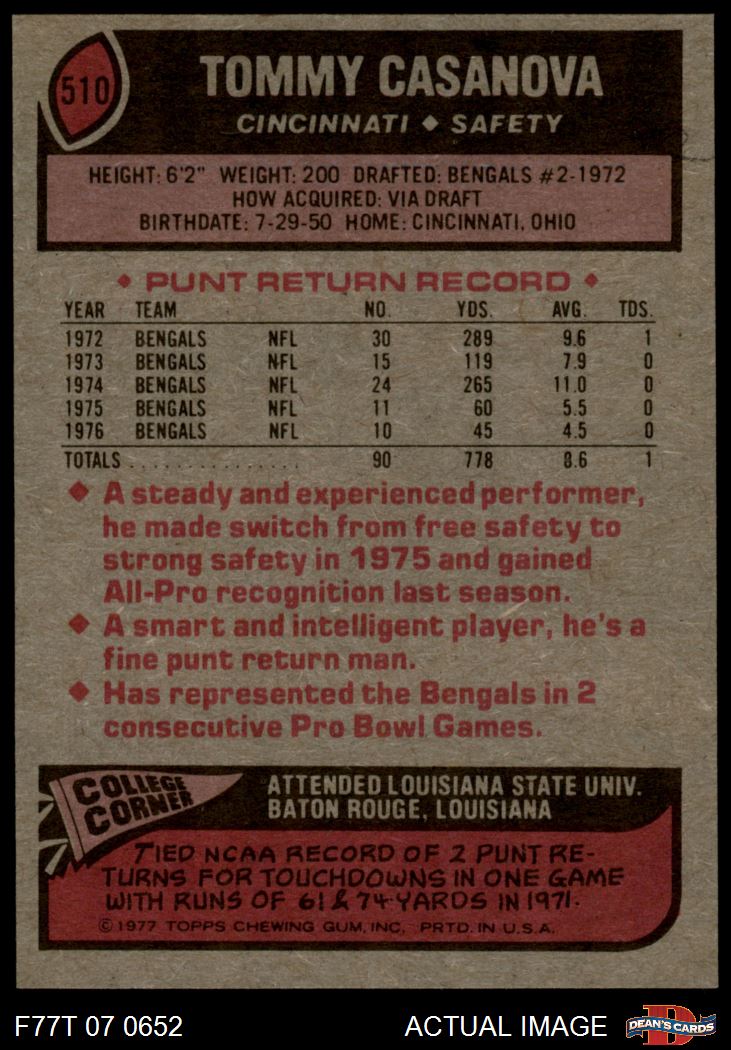 510
TOMMY CASANOVA
CINCINNATI ◆ SAFETY
HEIGHT: 6'2" WEIGHT: 200 DRAFTED: BENGALS #2-1972
HOW ACQUIRED: VIA DRAFT
BIRTHDATE: 7-29-50 HOME: CINCINNATI, OHIO
◆ PUNT RETURN RECORD ◆
YEAR TEAM NO. YDS. AVG. TDS.
1972 BENGALS NFL 30 289 9.6 1
1973 BENGALS NFL 15 119 7.9 0
1974 BENGALS NFL 24 265 11.0 0
1975 BENGALS NFL 11 60 5.5 0
1976 BENGALS NFL 10 45 4.5 0
TOTALS ................ 90 778 8.6 1
◆ A steady and experienced performer,
he made switch from free safety to
strong safety in 1975 and gained
All-Pro recognition last season.
◆ A smart and intelligent player, he's a
fine punt return man.
◆ Has represented the Bengals in 2
consecutive Pro Bowl Games.
COLLEGE
CORNER
ATTENDED LOUISIANA STATE UNIV.
BATON ROUGE, LOUISIANA
TIED NCAA RECORD OF 2 PUNT RE-
TURNS FOR TOUCHDOWNS IN ONE GAME
WITH RUNS OF 61 & 74-YARDS IN 1971.
© 1977 TOPPS CHEWING GUM, INC. PRTD. IN U.S.A.
F77T 07 0652
ACTUAL IMAGE
D
DEAN'S CARDS